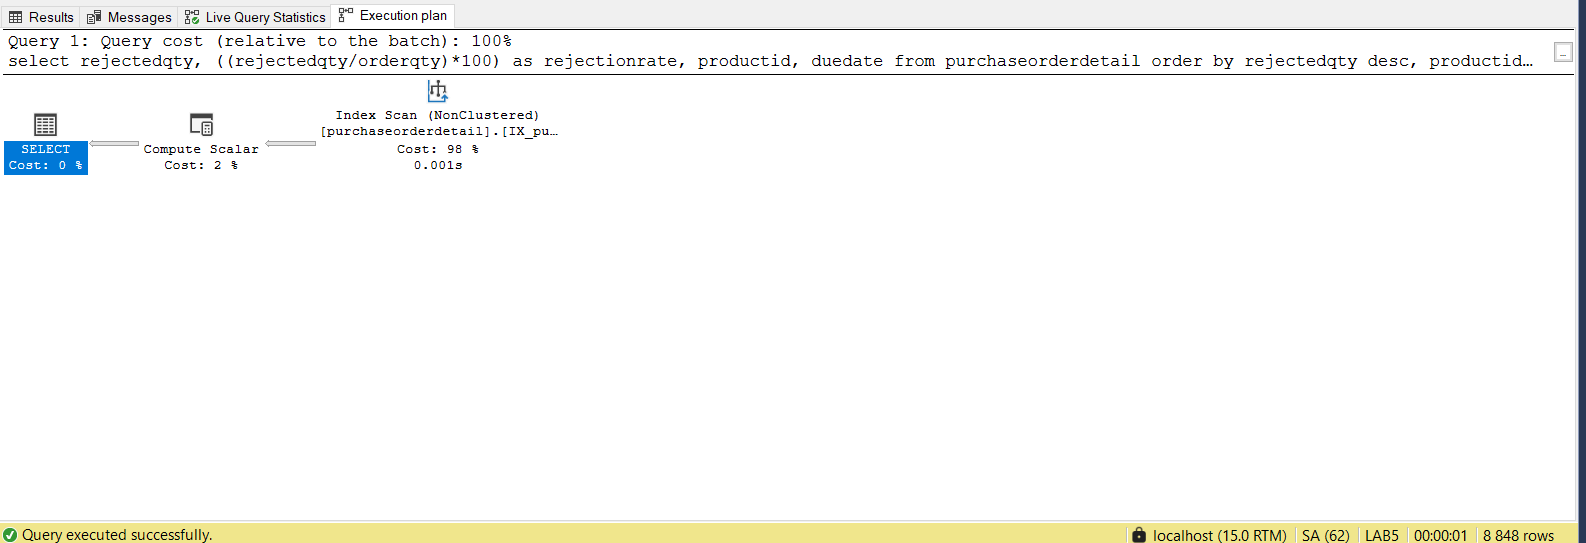 Results Messages Live Query Statistics Execution plan
Query 1: Query cost (relative to the batch): 100%
select rejectedqty, ((rejectedqty/orderqty)*100) as rejectionrate, productid, duedate from purchaseorderdetail order by rejectedqty desc, productid…
...
Index Scan (NonClustered)
[purchaseorderdetail].[IX_pu…
Cost: 98 %
0.001s
Compute Scalar
Cost: 2 %
SELECT
Cost: 0 %
Query executed successfully. localhost (15.0 RTM) SA (62) LAB5 00:00:01 8 848 rows